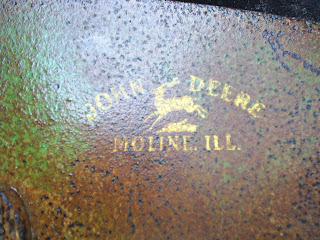 JOHN DEERE
MOLINE, ILL.